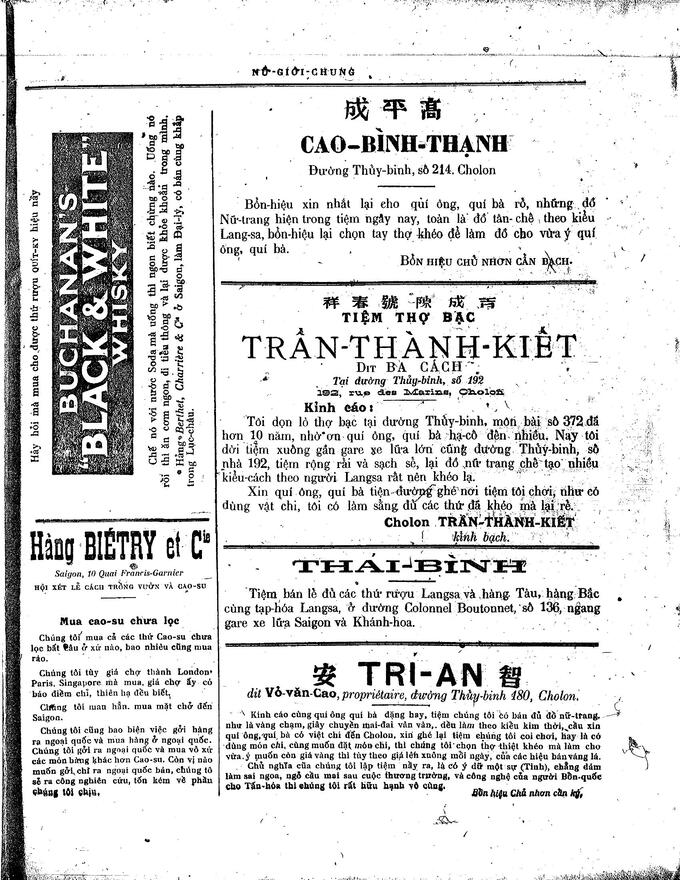 NỮ-GIỚI-CHUNG
Hãy hỏi mà mua cho được thứ rượu quít-ky hiệu nầy
BUCHANAN'S
"BLACK & WHITE"
WHISKY
Chế nó với nước Soda mà uống thì ngon biết chừng nào. Uống nó
rồi thì ăn cơm ngon, đi tiểu thông và lại được khỏe khoắn trong mình.
Hãng Berthet, Charrière & Cie ở Saigon, làm Đại-lý, có bán cùng khắp
trong Lục-châu.
Hàng BIÉTRY et Cie
Saigon, 10 Quai Francis-Garnier
HỘI XÉT LẼ CÁCH TRỒNG VƯỜN VÀ CAO-SU
Mua cao-su chưa lọc
Chúng tôi mua cả các thứ Cao-su chưa
lọc bất câu ở xứ nào, bao nhiêu cũng mua
ráo.
Chúng tôi tùy giá chợ thành London
Paris, Singapore mà mua, giá chợ ấy có
báo điểm chỉ, thiên hạ đều biết.
Chúng tôi mua hẳn, mua mặt chở đến
Saigon.
Chúng tôi cũng bao biện việc gởi hàng
ra ngoại quốc và mua hàng ở ngoại quốc.
Chúng tôi gởi ra ngoại quốc và mua vô xứ
các món hàng khác hơn Cao-su. Còn vị nào
muốn gởi, chỉ ra ngoại quốc bán, chúng tô
sẽ ra công nghiên cứu, tốn kém về phần
chúng tôi chịu.
成平髙
CAO-BÌNH-THẠNH
Đường Thủy-binh, số 214. Cholon
Bổn-hiệu xin nhất lại cho qúi ông, quí bà rỏ, những đồ
Nữ-trang hiện trong tiệm ngày nay, toàn là đồ tân-chế theo kiểu
Lang-sa, bổn-hiệu lại chọn tay thợ khéo để làm đồ cho vừa ý quí
ông, quí bà.
BỔN HIỆU CHỦ NHƠN CẨN BẠCH.
祥春號 陳成吉
TIỆM THỢ BẠC
TRẦN-THÀNH-KIẾT
DIT BA CÁCH
Tại đường Thủy-binh, số 192
192, rue des Marins, Cholon
Kính cáo:
Tôi dọn lò thợ bạc tại đường Thủy-binh, môn bài số 372 đã
hơn 10 năm, nhờ ơn quí ông, quí bà hạ-cố đến nhiều. Nay tôi
dời tiệm xuống gần gare xe lữa lớn cũng đường Thủy-binh, số
nhà 192, tiệm rộng rãi và sạch sẽ, lại đồ nữ trang chế tạo nhiều
kiểu-cách theo người Langsa rất nên khéo lạ.
Xin quí ông, quí bà tiện đường ghé nơi tiệm tôi chơi, như có
dùng vật chi, tôi có làm sẳng đủ các thứ đã khéo mà lại rẻ.
Cholon TRẦN-THÀNH-KIẾT
kính bạch.
THÁI-BÌNH
Tiệm bán lẻ đủ các thứ rượu Langsa và hàng Tàu, hàng Bắc
cùng tạp-hóa Langsa, ở đường Colonnel Boutonnet, số 136, ngang
gare xe lữa Saigon và Khánh-hoa.
安 TRÍ-AN 智
dit Võ-văn-Cao, propriétaire, đường Thủy-binh 180, Cholon.
Kính cáo cùng quí ông quí bà đặng hay, tiệm chúng tôi có bán đủ đồ nữ-trang.
như là vàng chạm, giây chuyền mai-đai vân vân, đều làm theo kiểu kim thời, cầu xin
quí ông, quí bà có việt chi đến Cholon, xin ghé lại tiệm chúng tôi coi chơi, hay là có
dùng món chi, cùng muốn đặt món chi, thì chúng tôi chọn thợ thiệt khéo mà làm cho
vừa ý muốn còn giá vàng thì tùy theo giá lên xuống mỗi ngày, của các hiệu bán vàng lá.
Chủ nghĩa của chúng tôi lập tiệm nầy ra, là có ý dữ một sự (Tính), chẳng dám
làm sai ngoa, ngỏ cầu mai sau cuộc thương trường, và công nghệ của người Bổn-quốc
cho Tấn-hóa thì chúng tôi rất hữu hạnh vô cùng.
Bổn hiệu Chủ nhơn cẩn ký,